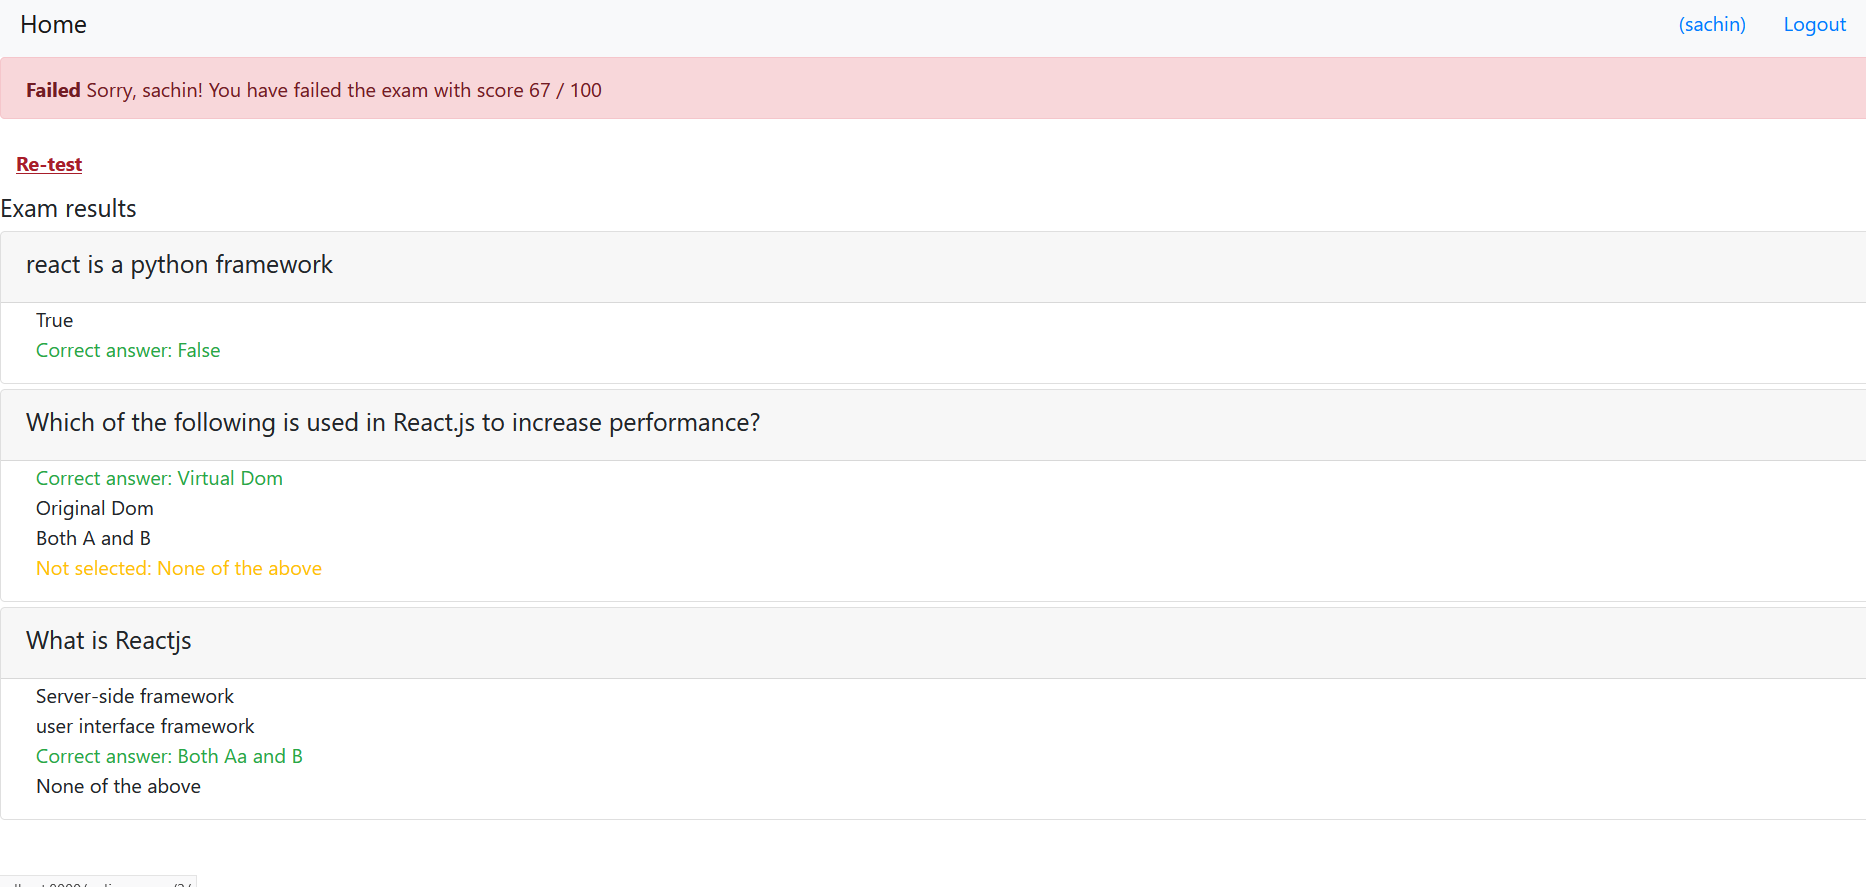 Home
(sachin) Logout
Failed Sorry, sachin! You have failed the exam with score 67 / 100
Re-test
Exam results
react is a python framework
True
Correct answer: False
Which of the following is used in React.js to increase performance?
Correct answer: Virtual Dom
Original Dom
Both A and B
Not selected: None of the above
What is Reactjs
Server-side framework
user interface framework
Correct answer: Both Aa and B
None of the above